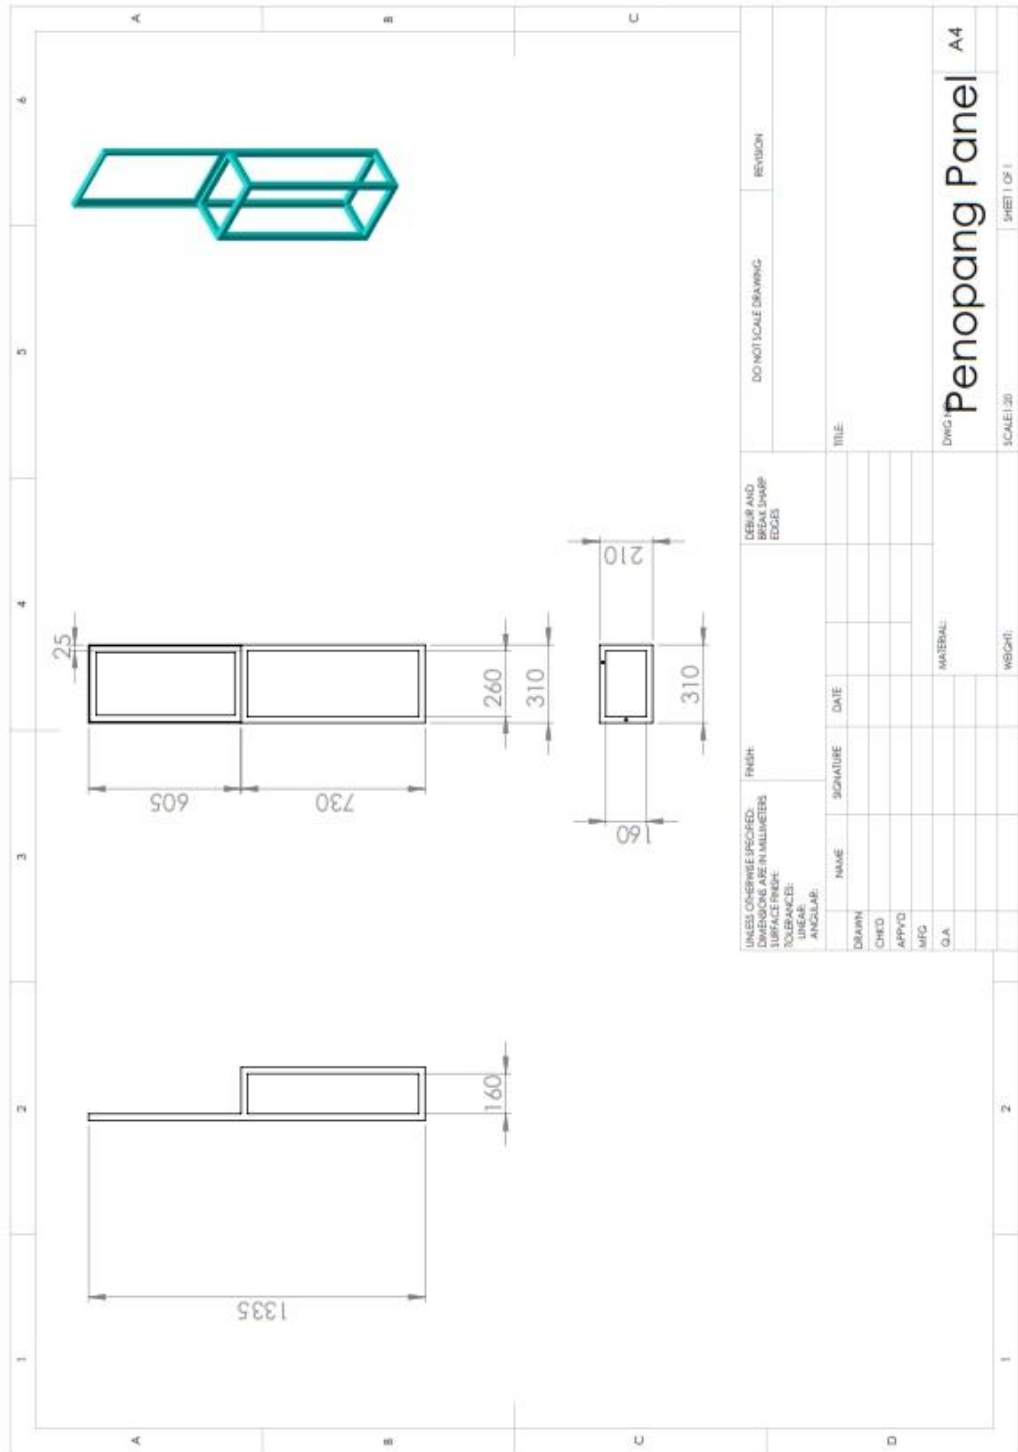 6
5
4
3
2
1
A
B
C
A
B
C
D
2
1
25
605
730
260
310
210
160
310
1335
160
UNLESS OTHERWISE SPECIFIED:
DIMENSIONS ARE IN MILLIMETERS
SURFACE FINISH:
TOLERANCES:
LINEAR:
ANGULAR:
FINISH:
DEBUR AND
BREAK SHARP
EDGES
DO NOT SCALE DRAWING
REVISION
NAME
SIGNATURE
DATE
TITLE:
DRAWN
CHK'D
APPV'D
MFG
Q.A
MATERIAL:
DWG
Penopang Panel
A4
WEIGHT:
SCALE:1:20
SHEET 1 OF 1